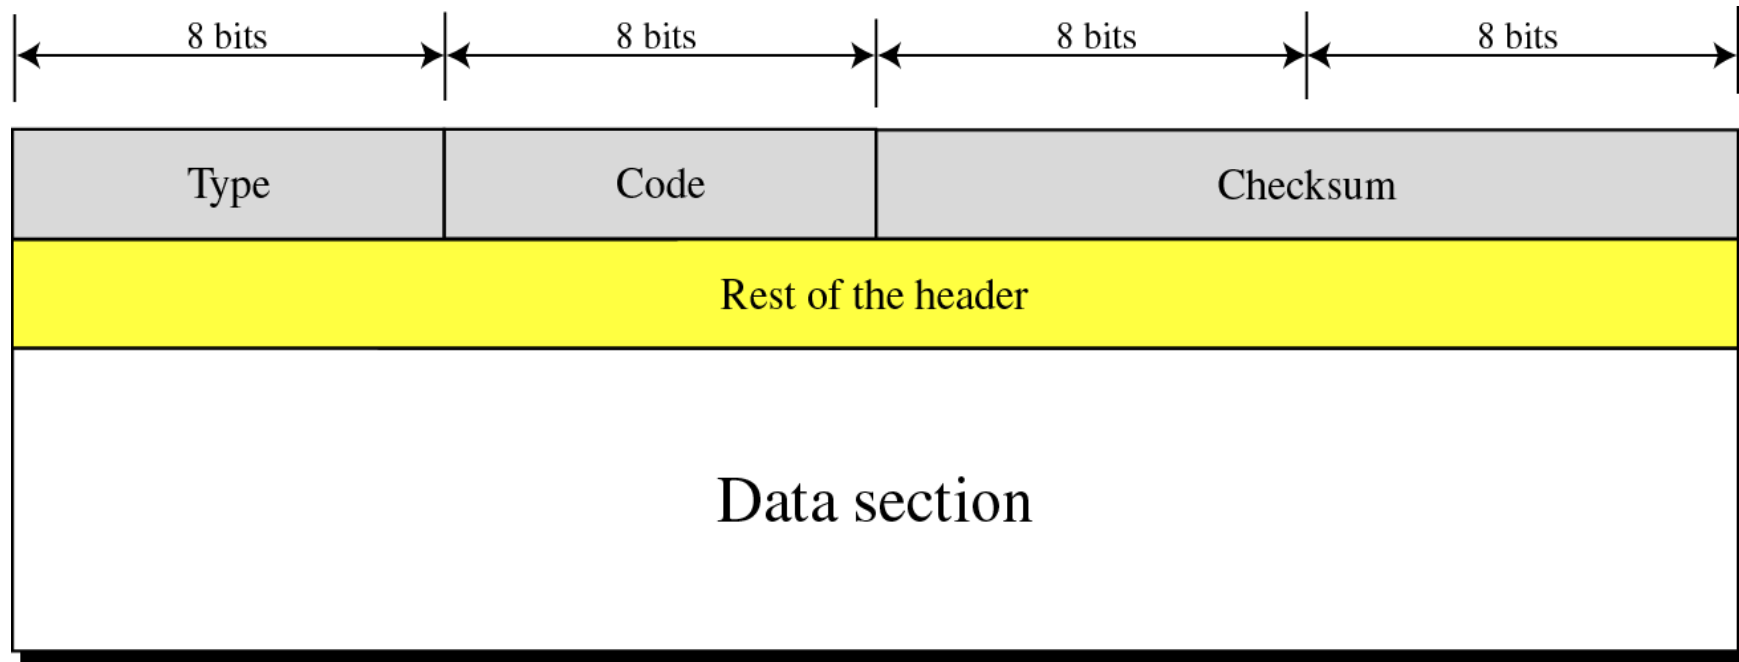 8 bits 8 bits 8 bits 8 bits
Type Code Checksum
Rest of the header
Data section